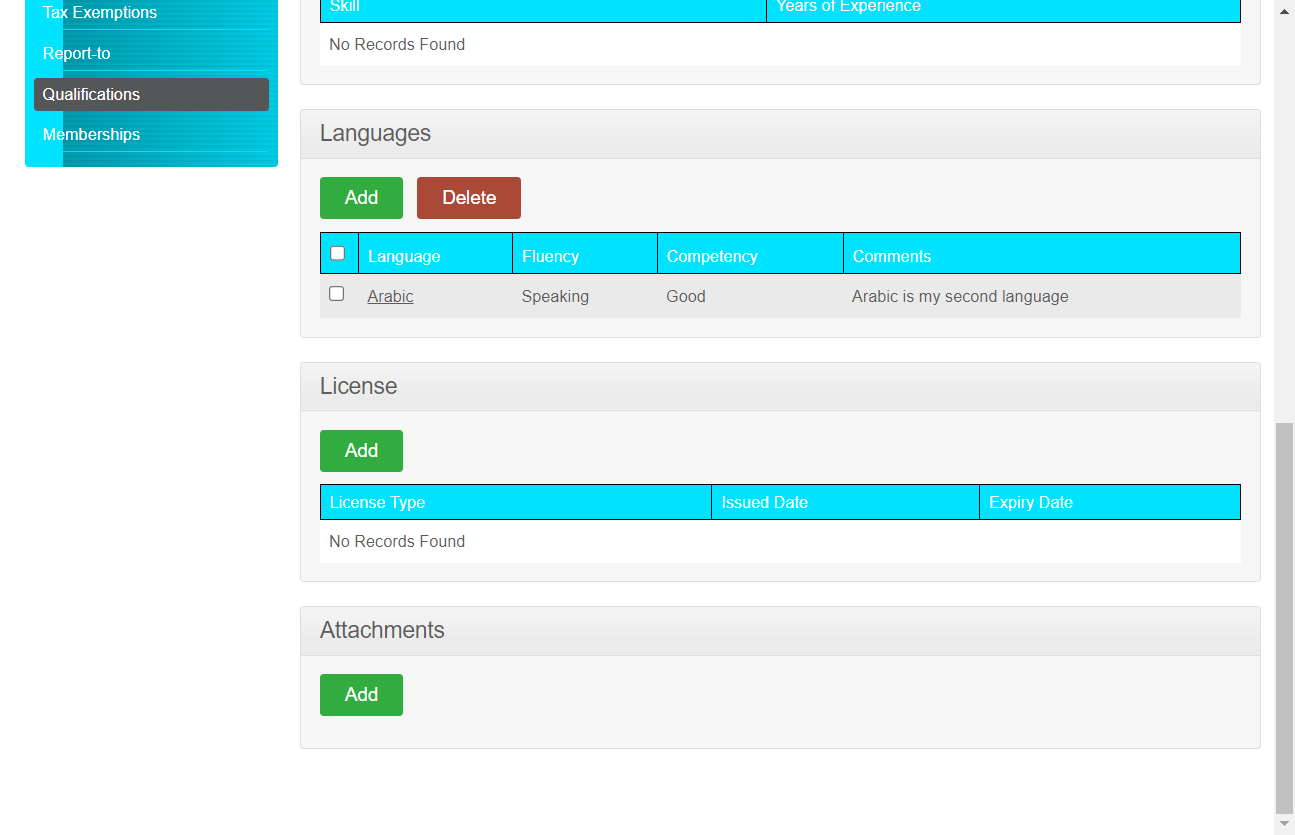 Tax Exemptions
Report-to
Qualifications
Memberships
Skill Years of Experience
No Records Found
Languages
Add Delete
Language Fluency Competency Comments
Arabic Speaking Good Arabic is my second language
License
Add
License Type Issued Date Expiry Date
No Records Found
Attachments
Add